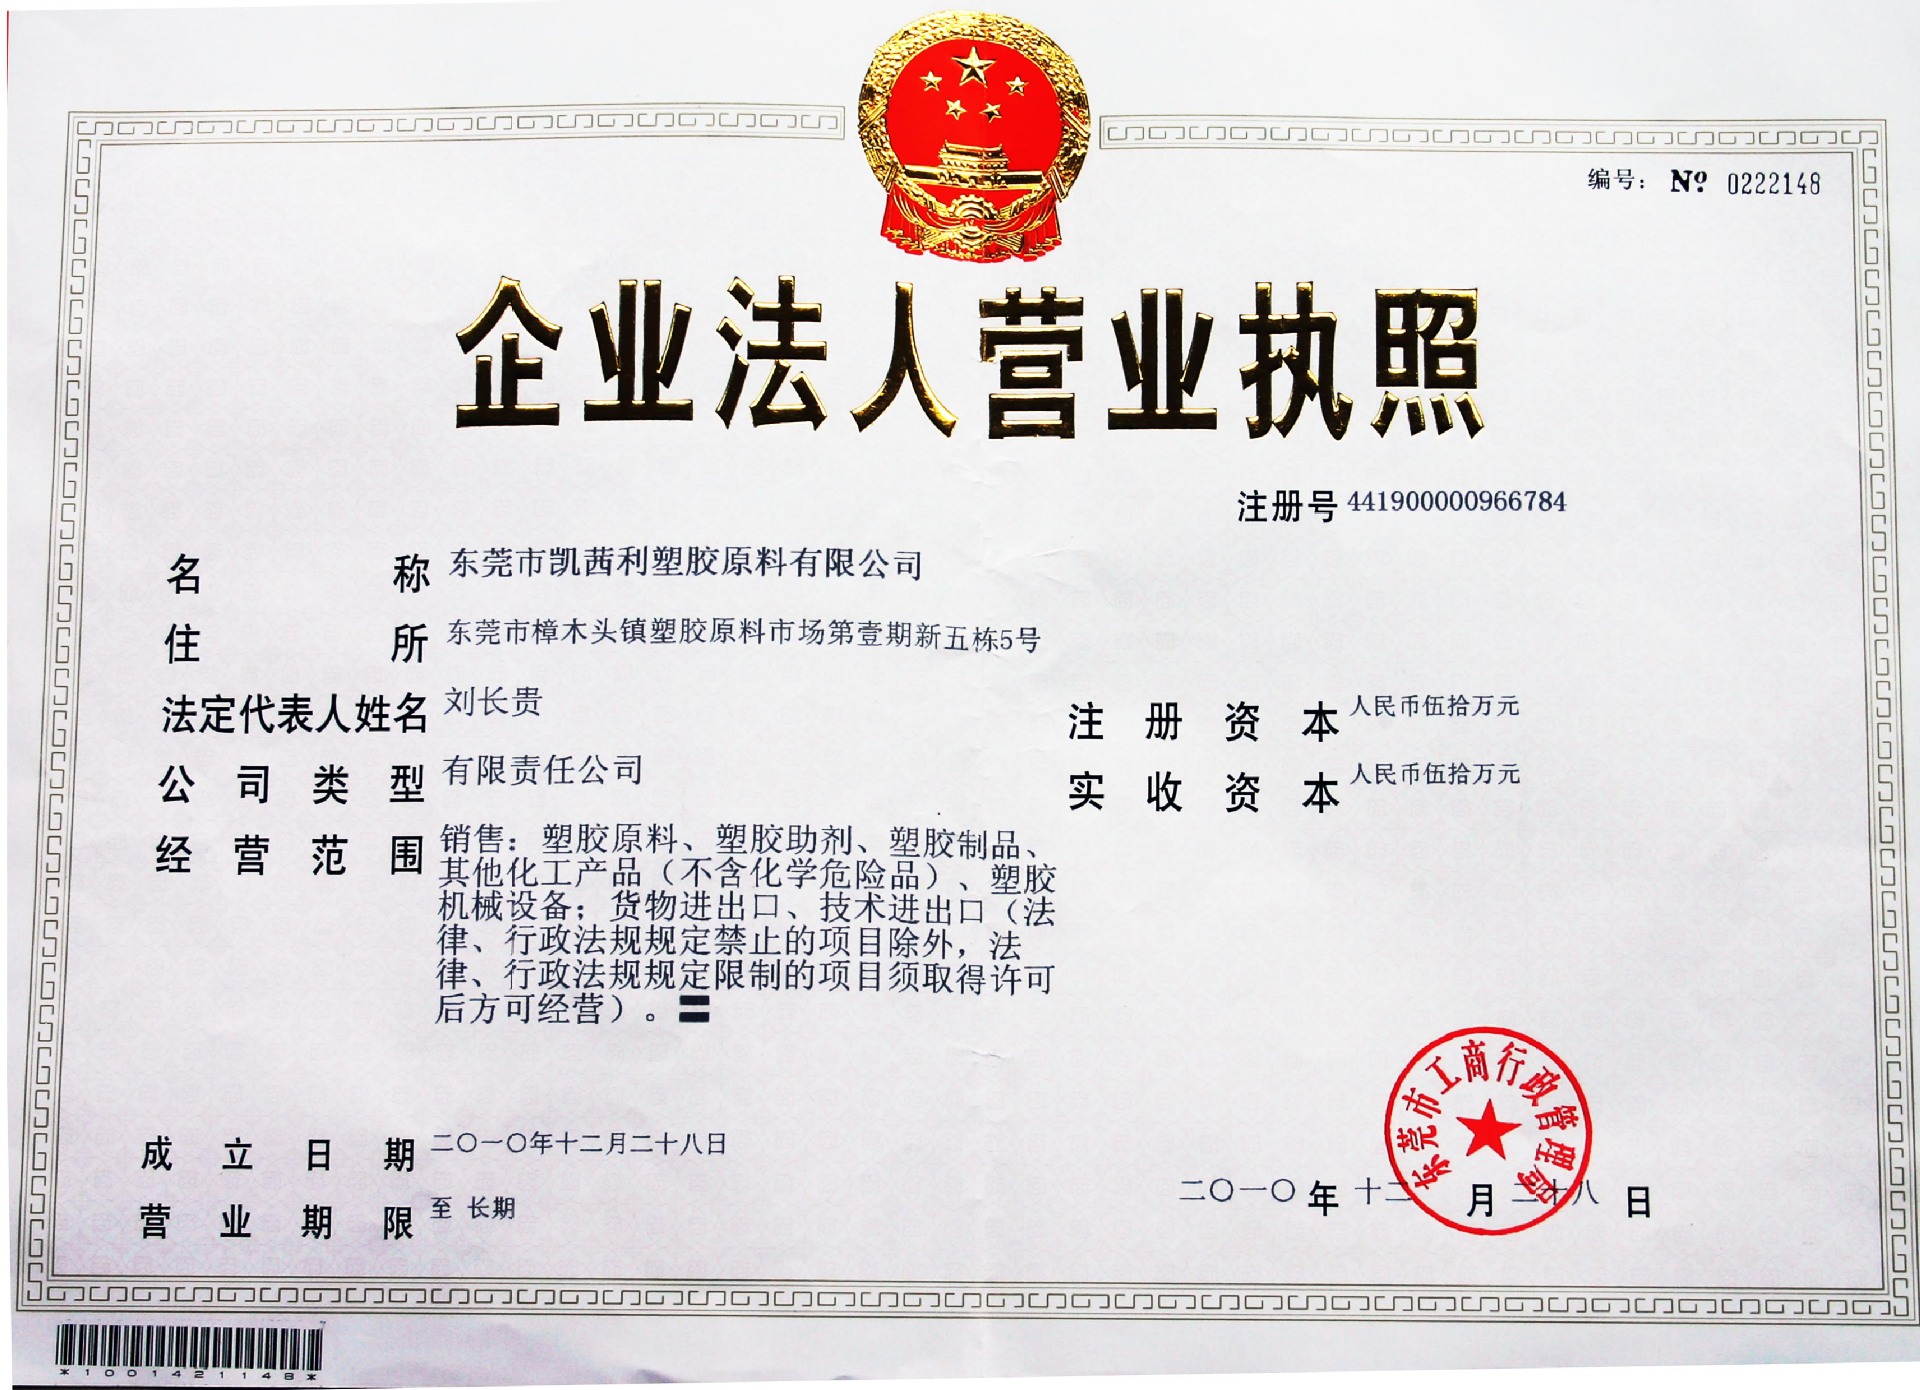 编号： Nº 0222148
企业法人营业执照
注册号 441900000966784
名称 东莞市凯茜利塑胶原料有限公司
住所 东莞市樟木头镇塑胶原料市场第壹期新五栋5号
法定代表人姓名 刘长贵
注册资本 人民币伍拾万元
公司类型 有限责任公司
实收资本 人民币伍拾万元
经营范围 销售：塑胶原料、塑胶助剂、塑胶制品、
其他化工产品（不含化学危险品）、塑胶
机械设备；货物进出口、技术进出口（法
律、行政法规规定禁止的项目除外，法
律、行政法规规定限制的项目须取得许可
后方可经营）。
东莞市工商行政管理局
成立日期 二〇一〇年十二月二十八日
二〇一〇年十二月二十八日
营业期限 至 长期
*1001421148*